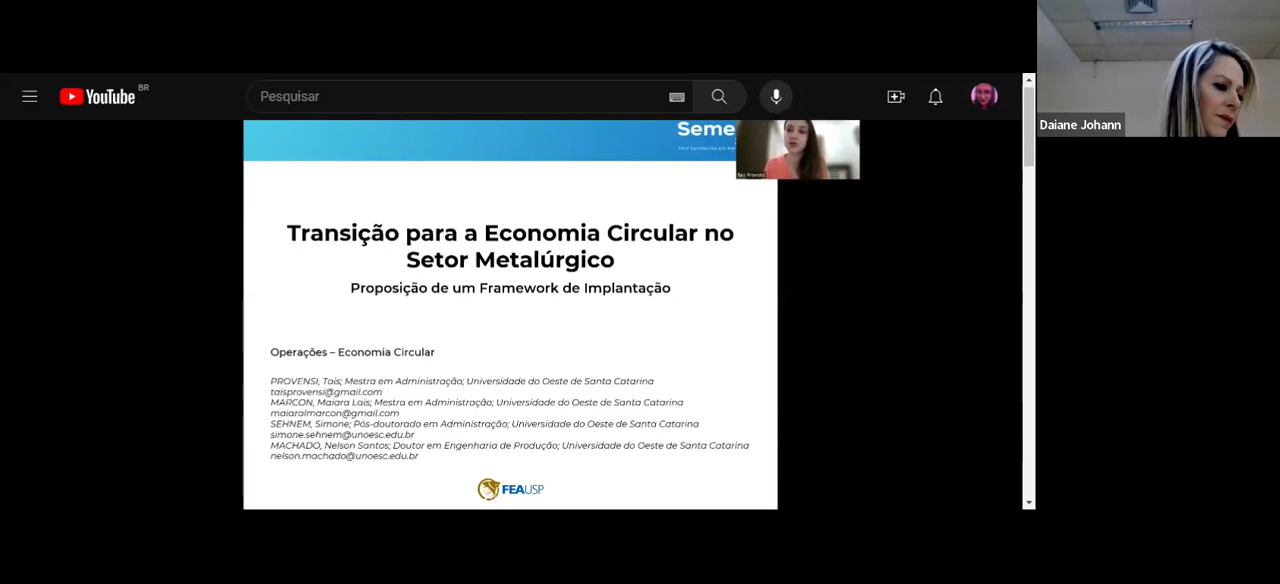 YouTube BR
Pesquisar
Daiane Johann
Seme
Transição para a Economia Circular no
Setor Metalúrgico
Proposição de um Framework de Implantação
Operações – Economia Circular
PROVENSI, Tais; Mestra em Administração; Universidade do Oeste de Santa Catarina
taisprovensi@gmail.com
MARCON, Maiara Lais; Mestra em Administração; Universidade do Oeste de Santa Catarina
maiaralmarcon@gmail.com
SEHNEM, Simone; Pós-doutorado em Administração; Universidade do Oeste de Santa Catarina
simone.sehnem@unoesc.edu.br
MACHADO, Nelson Santos; Doutor em Engenharia de Produção; Universidade do Oeste de Santa Catarina
nelson.machado@unoesc.edu.br
FEAUSP